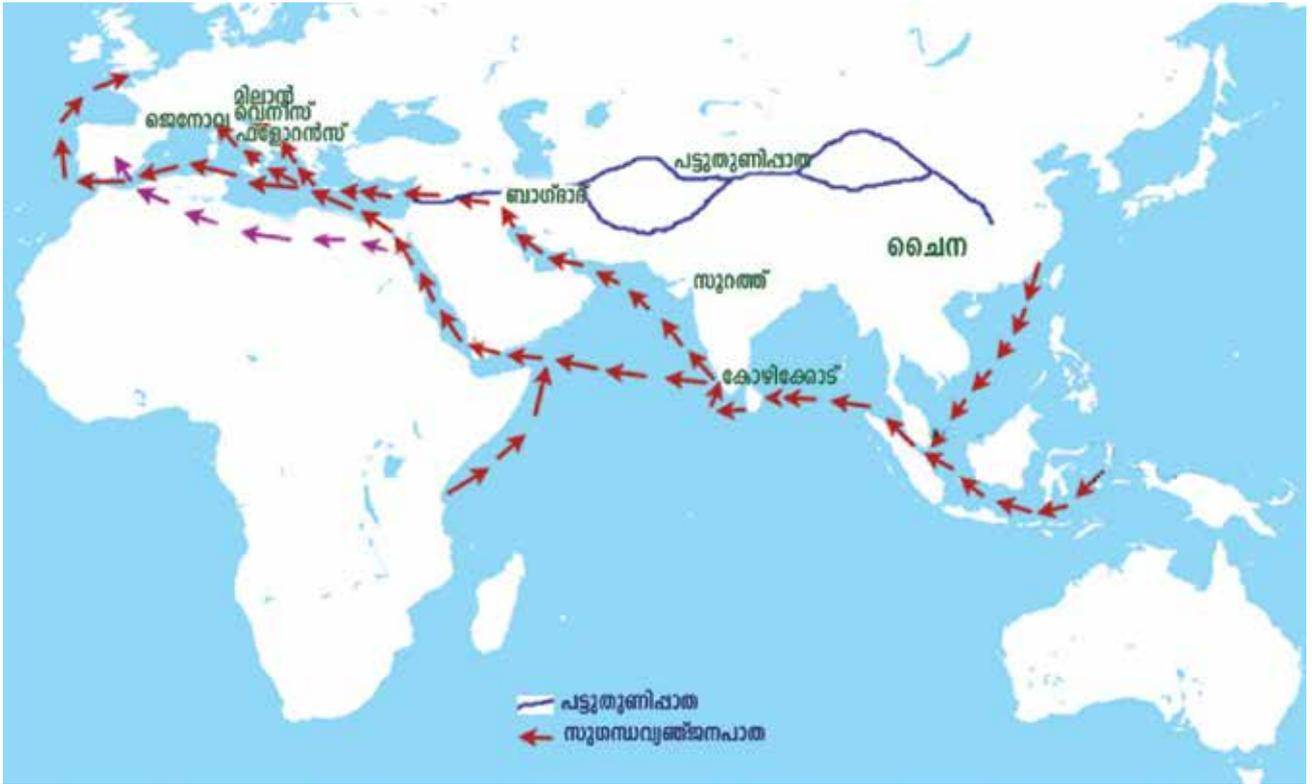 മിലാൻ
ജെനോവ വെനീസ്
ഫ്ളോറൻസ്
പട്ടുതുണിപ്പാത
ബാഗ്ദാദ്
ചൈന
സൂറത്ത്
കോഴിക്കോട്
പട്ടുതുണിപ്പാത
സുഗന്ധവ്യഞ്ജനപാത